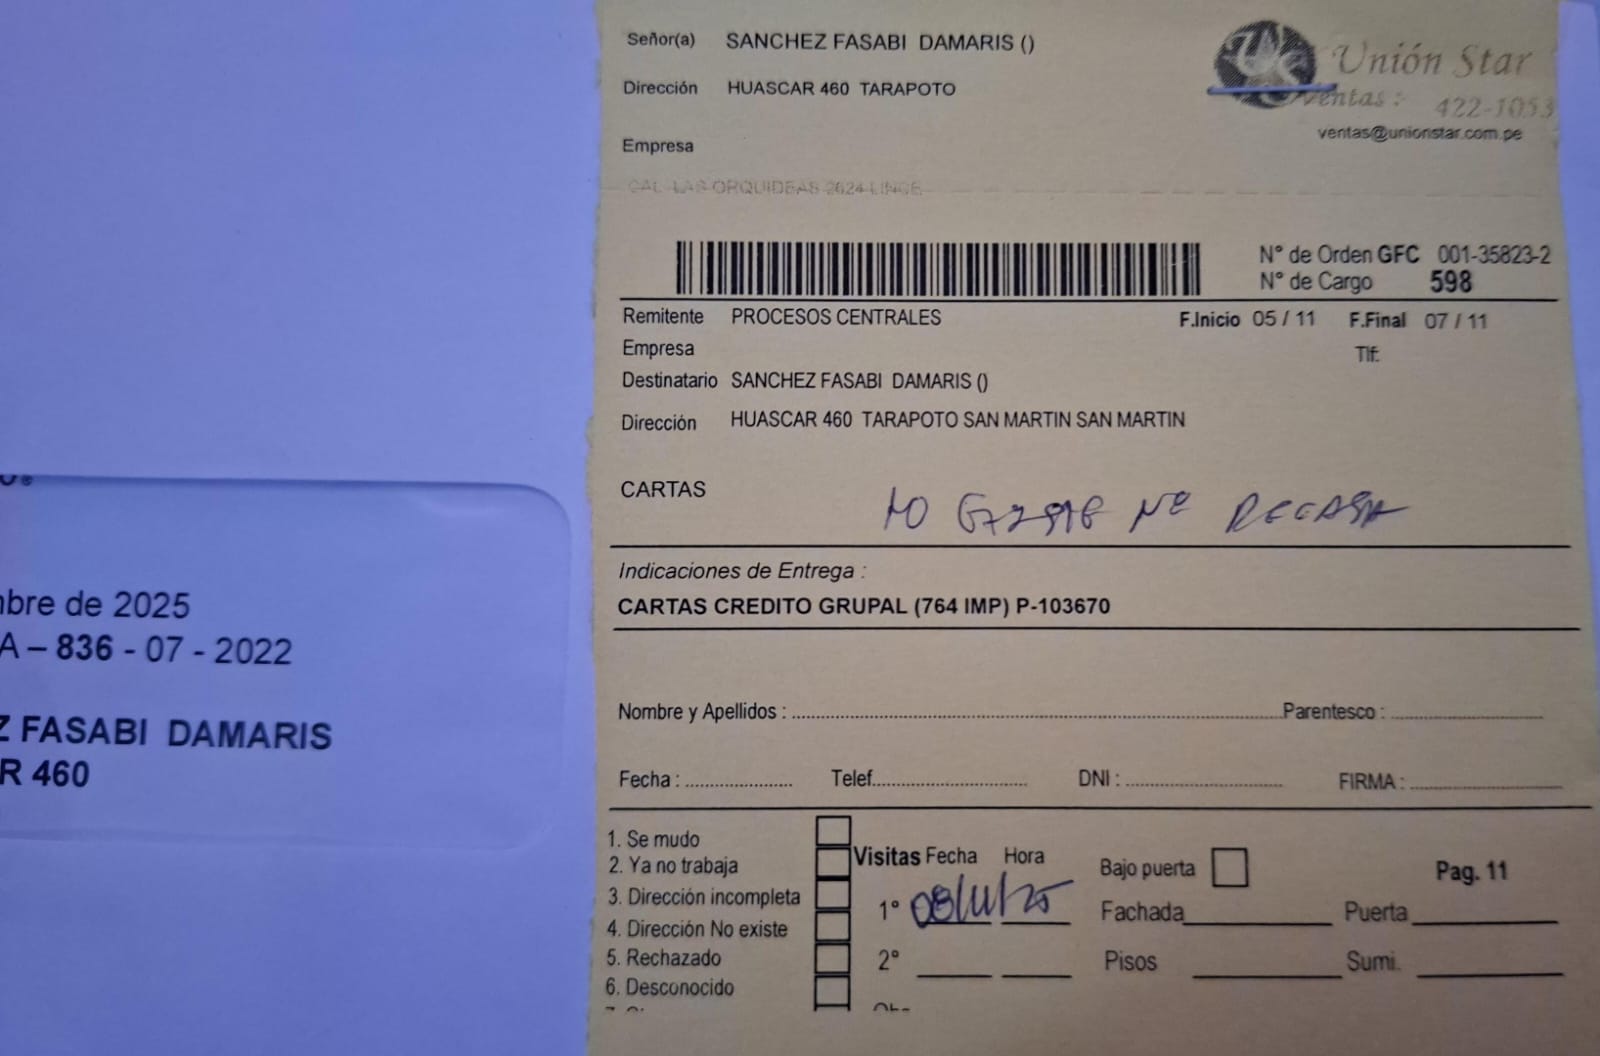 Señor(a) SANCHEZ FASABI DAMARIS ()
Dirección HUASCAR 460 TARAPOTO
Empresa
CAL LAS ORQUIDEAS 2624 LINCE
Unión Star
Ventas : 422-1053
ventas@unionstar.com.pe
N° de Orden GFC 001-35823-2
N° de Cargo 598
Remitente PROCESOS CENTRALES F.Inicio 05 / 11 F.Final 07 / 11
Empresa Tlf:
Destinatario SANCHEZ FASABI DAMARIS ()
Dirección HUASCAR 460 TARAPOTO SAN MARTIN SAN MARTIN
CARTAS NO EXISTE Nº DE CASA
Indicaciones de Entrega :
CARTAS CREDITO GRUPAL (764 IMP) P-103670
Nombre y Apellidos : Parentesco :
Fecha : Telef. DNI : FIRMA :
1. Se mudo
2. Ya no trabaja
3. Dirección incompleta
4. Dirección No existe
5. Rechazado
6. Desconocido
Visitas Fecha Hora
1° 08/11/25
2°
Bajo puerta Pag. 11
Fachada Puerta
Pisos Sumi.
mbre de 2025
A – 836 - 07 - 2022
Z FASABI DAMARIS
R 460